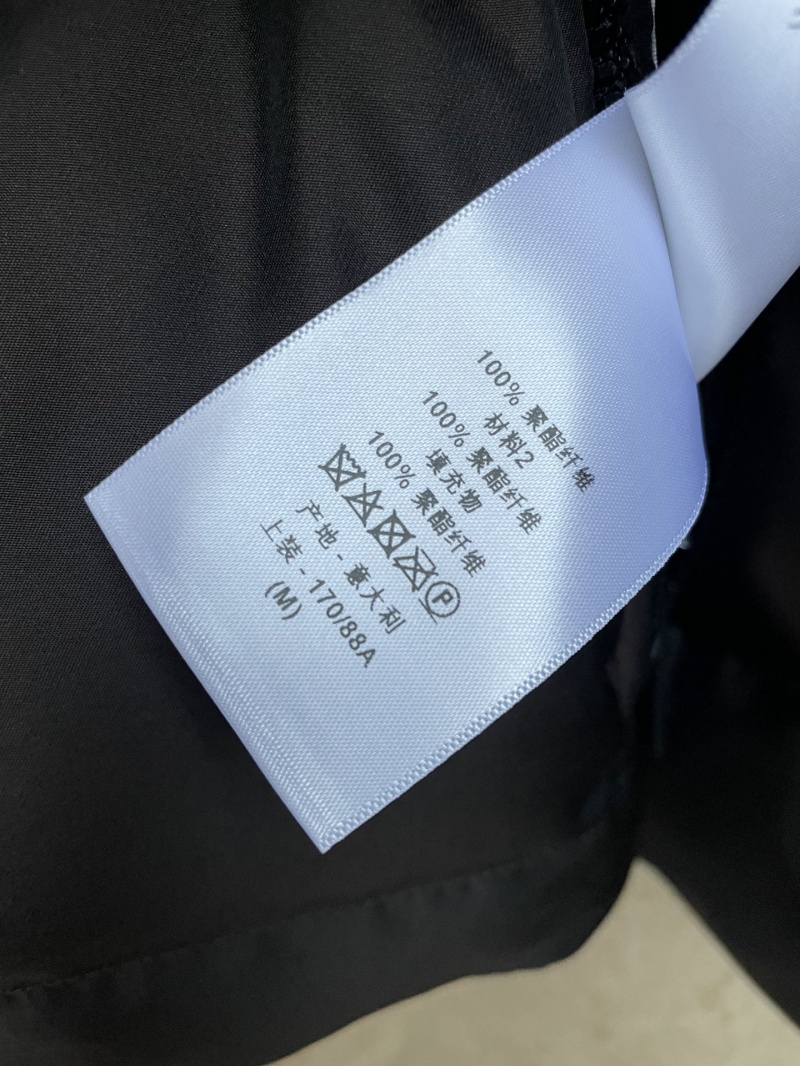 100% 聚酯纤维
材料2
100% 聚酯纤维
填充物
100% 聚酯纤维
P
产地 - 意大利
上装 - 170/88A
(M)